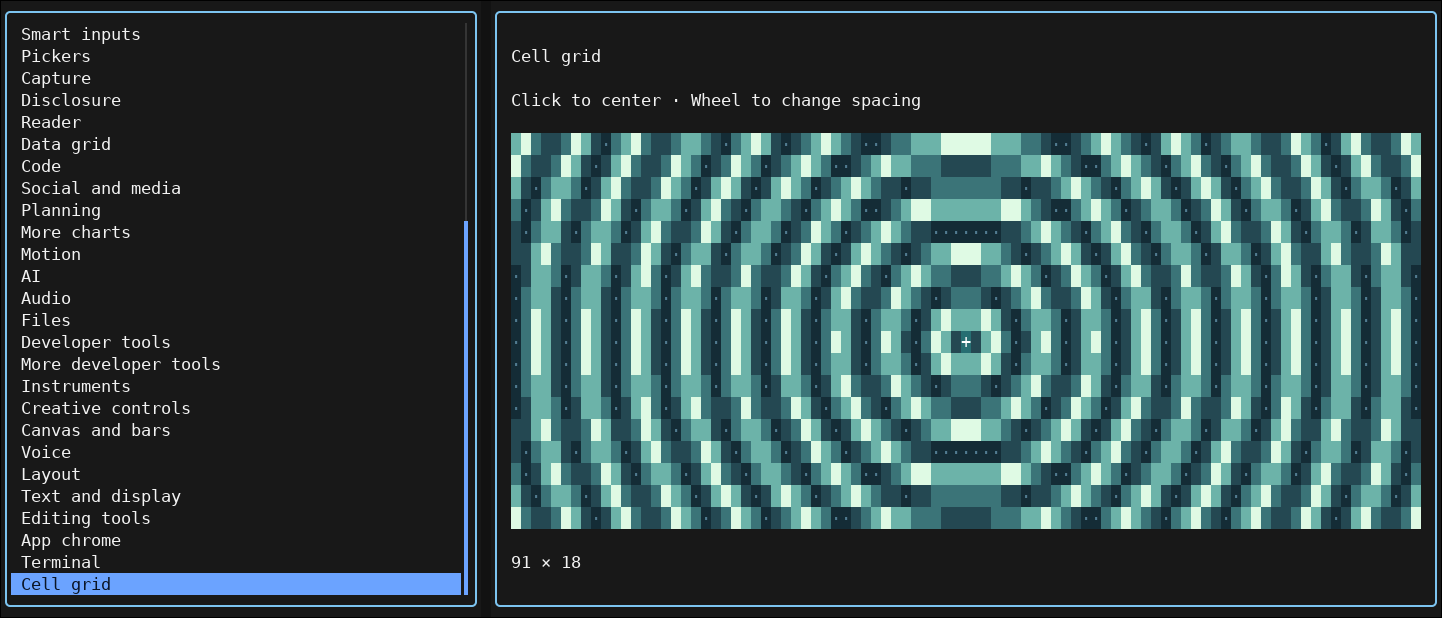 Smart inputs
Pickers
Capture
Disclosure
Reader
Data grid
Code
Social and media
Planning
More charts
Motion
AI
Audio
Files
Developer tools
More developer tools
Instruments
Creative controls
Canvas and bars
Voice
Layout
Text and display
Editing tools
App chrome
Terminal
Cell grid
Cell grid
Click to center · Wheel to change spacing
+
91 × 18